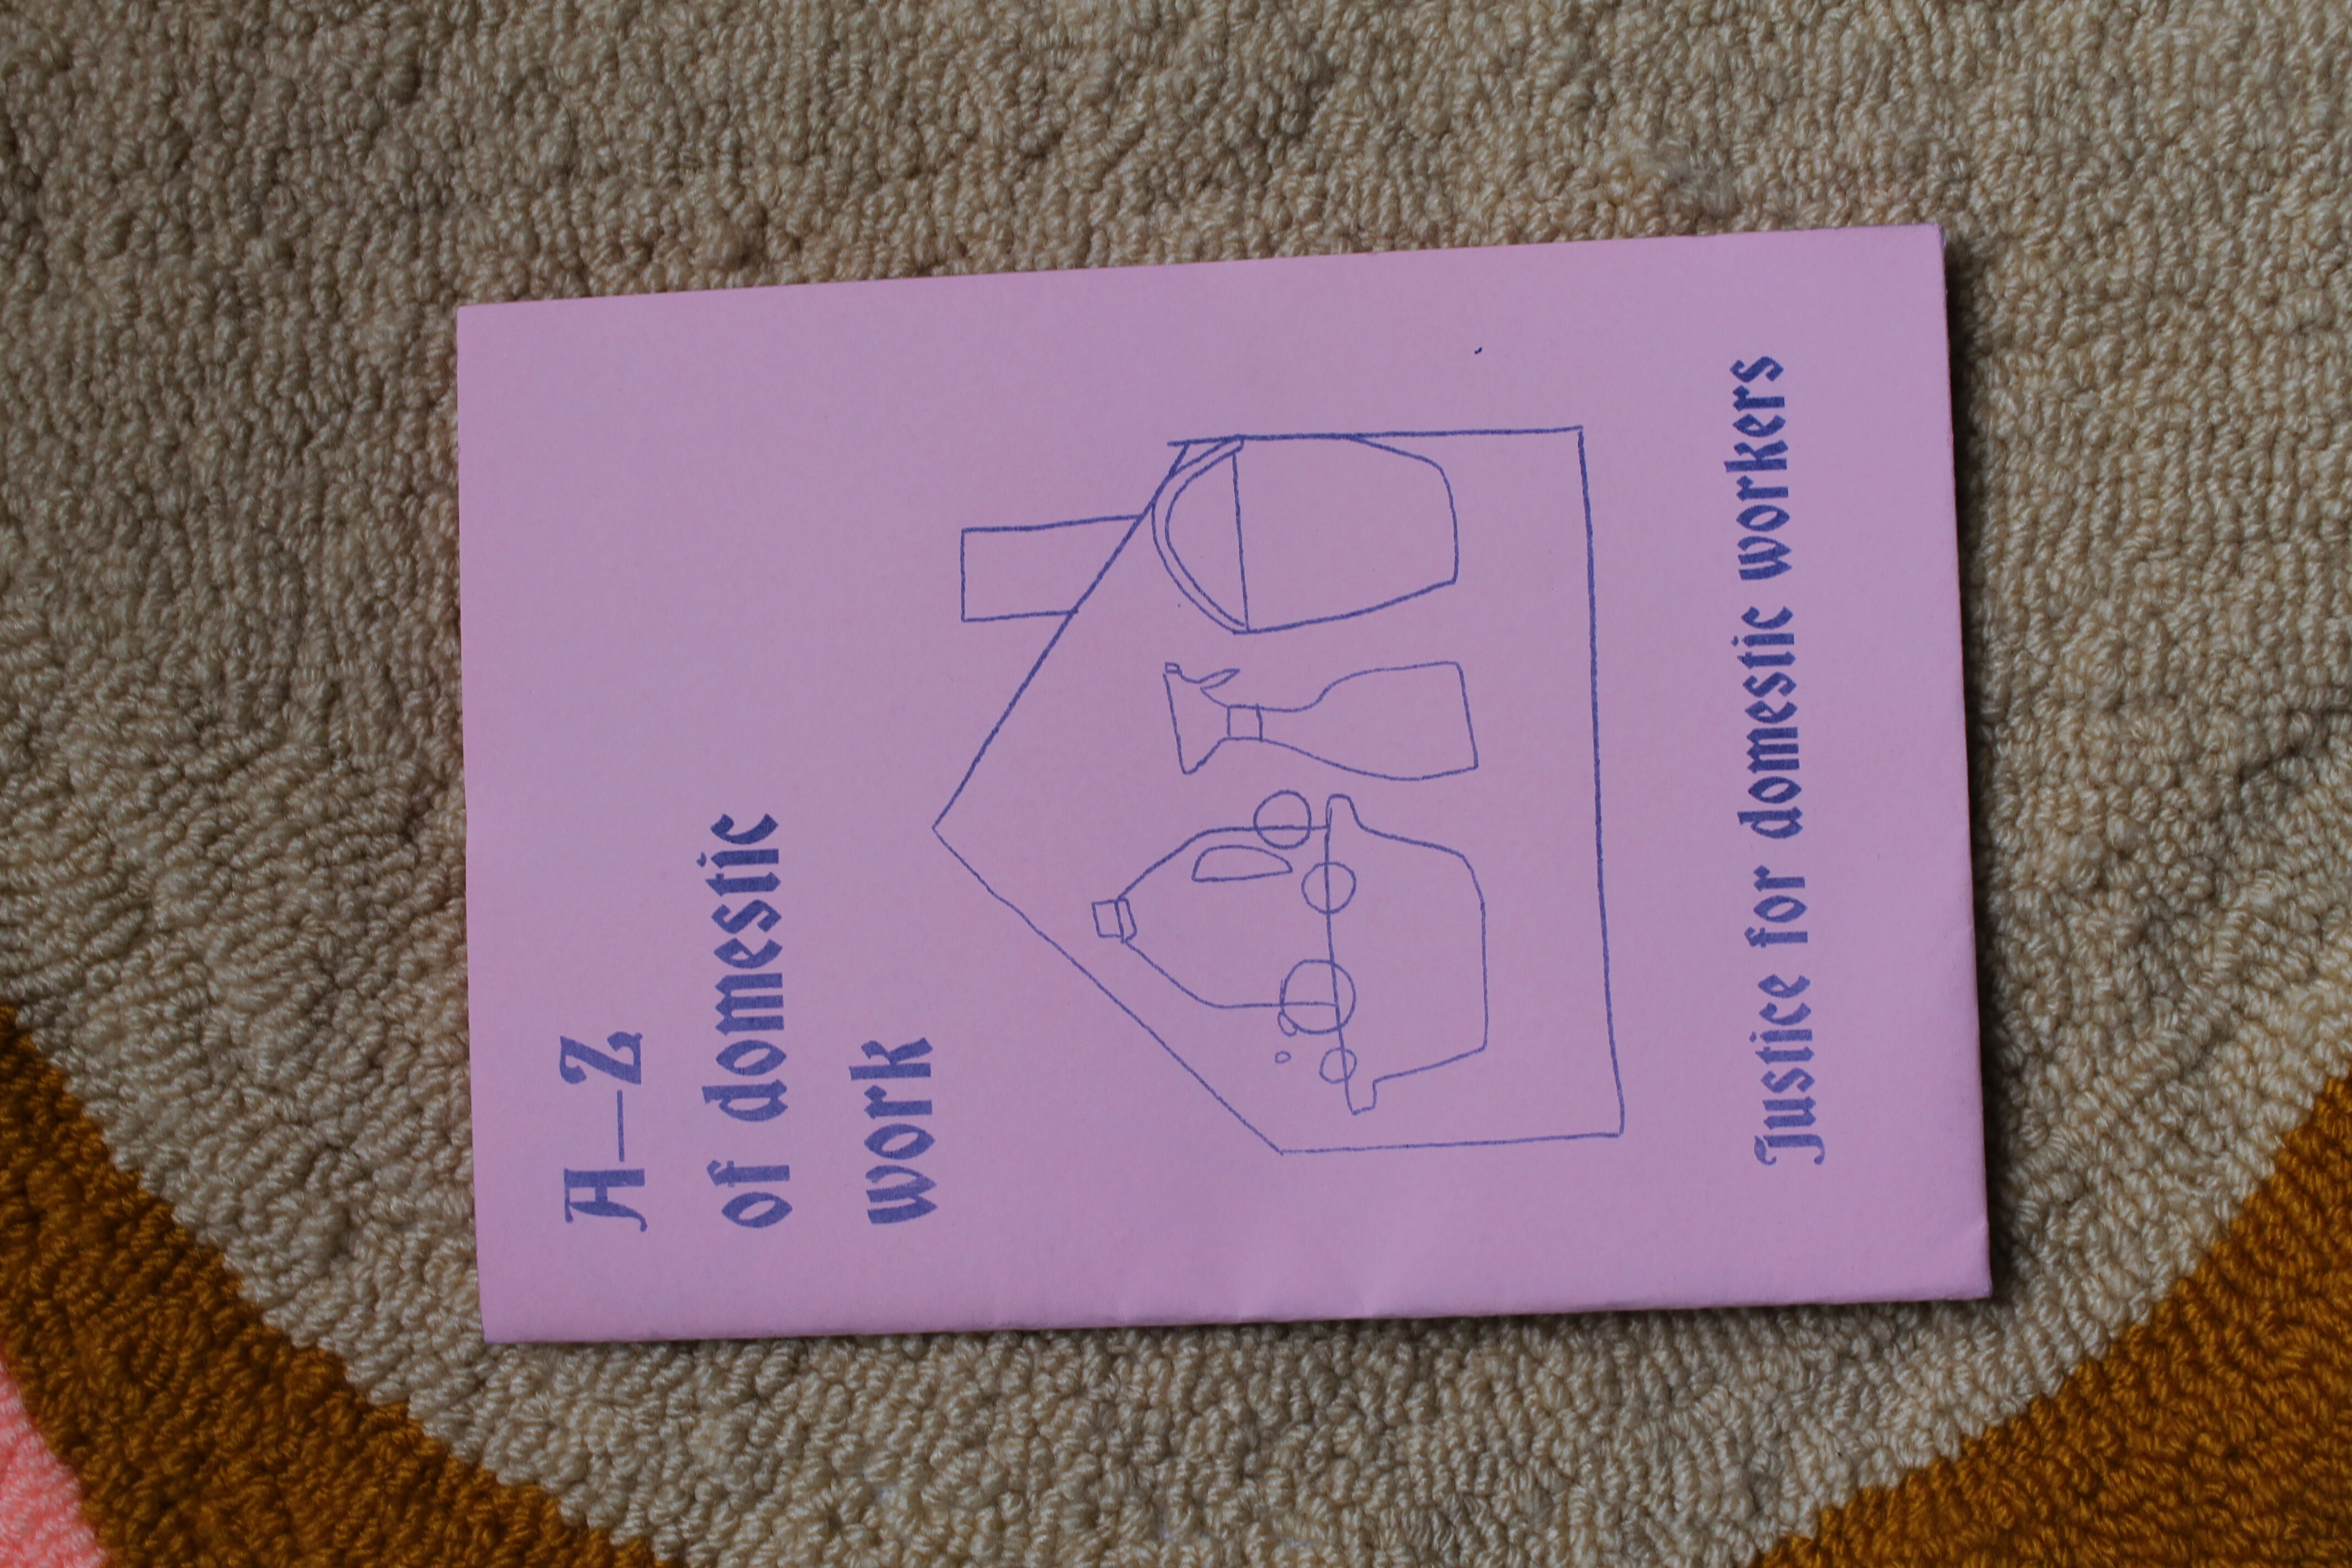 A—Z
of domestic
work
Justice for domestic workers